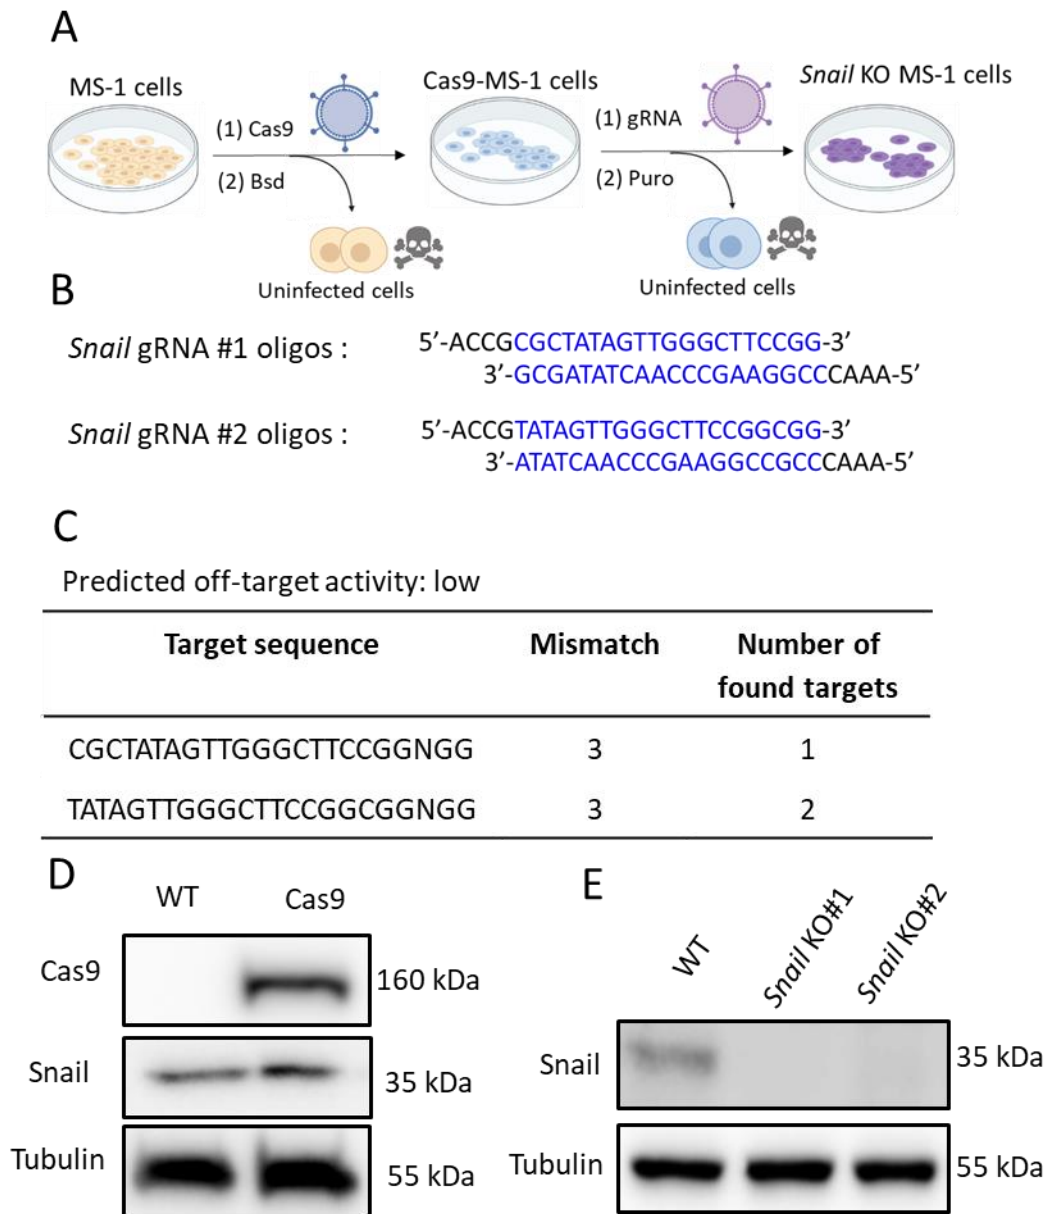 A
MS-1 cells
Cas9-MS-1 cells
Snail KO MS-1 cells
(1) Cas9
(2) Bsd
(1) gRNA
(2) Puro
Uninfected cells
Uninfected cells
B
Snail gRNA #1 oligos :
5’-ACCGCGCTATAGTTGGGCTTCCGG-3’
3’-GCGATATCAACCCGAAGGCCCAAA-5’
Snail gRNA #2 oligos :
5’-ACCGTATAGTTGGGCTTCCGGCGG-3’
3’-ATATCAACCCGAAGGCCGCCCAAA-5’
C
Predicted off-target activity: low
Target sequence Mismatch Number of
found targets
CGCTATAGTTGGGCTTCCGGNGG 3 1
TATAGTTGGGCTTCCGGCGGNGG 3 2
D
WT Cas9
Cas9 160 kDa
Snail 35 kDa
Tubulin 55 kDa
E
WT Snail KO#1 Snail KO#2
Snail 35 kDa
Tubulin 55 kDa